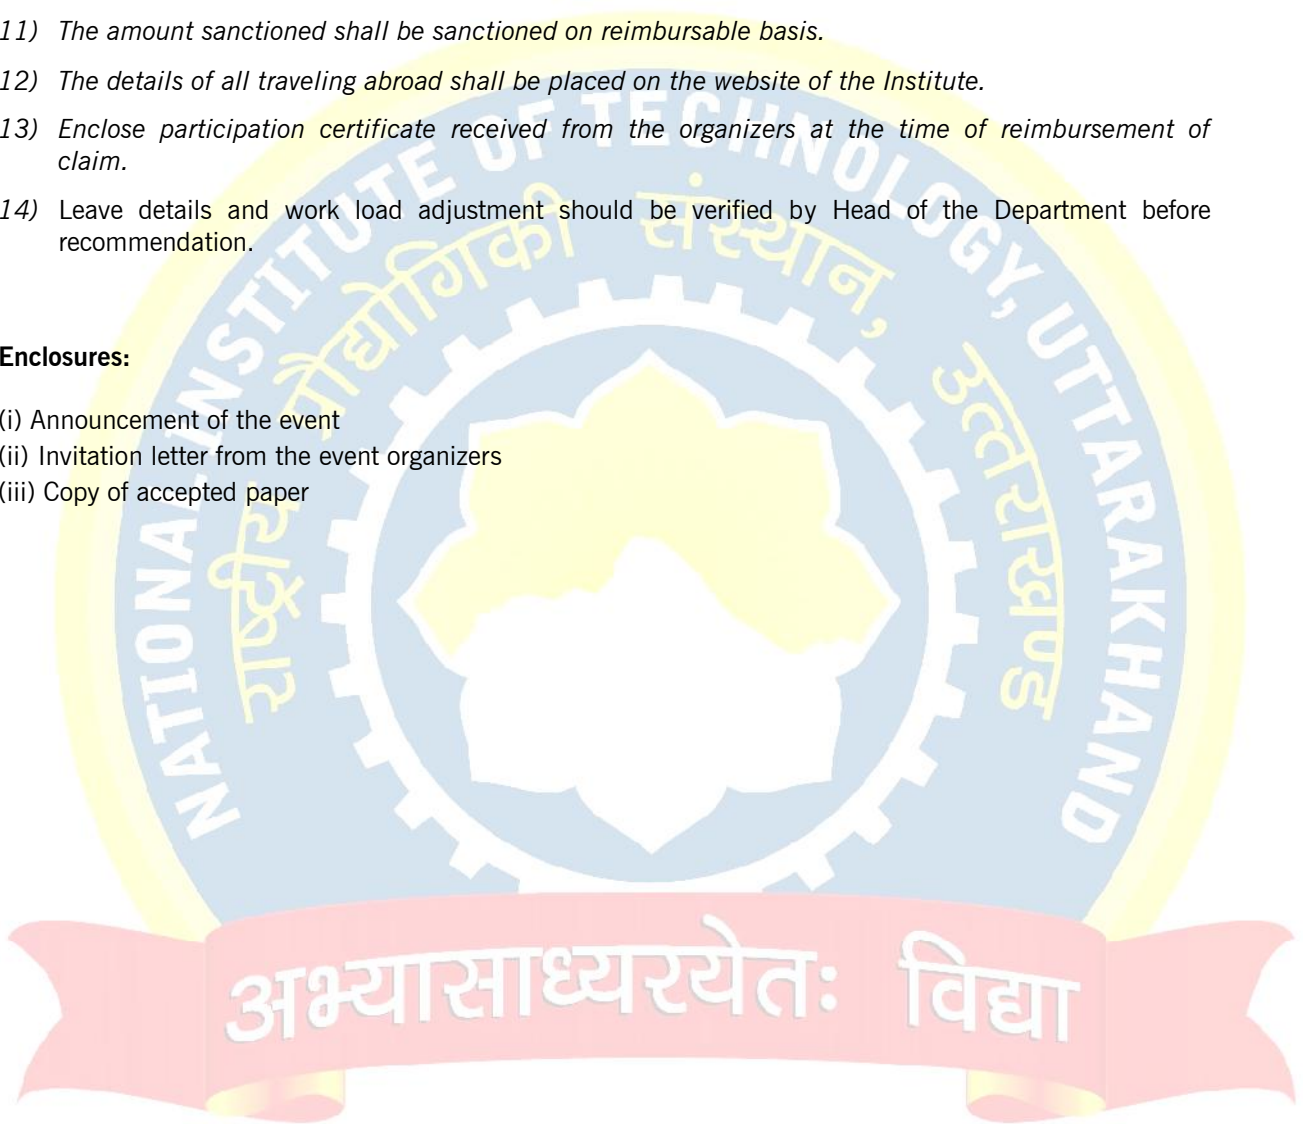 11) The amount sanctioned shall be sanctioned on reimbursable basis.
12) The details of all traveling abroad shall be placed on the website of the Institute.
13) Enclose participation certificate received from the organizers at the time of reimbursement of
claim.
14) Leave details and work load adjustment should be verified by Head of the Department before
recommendation.
Enclosures:
(i) Announcement of the event
(ii) Invitation letter from the event organizers
(iii) Copy of accepted paper
NATIONAL INSTITUTE OF TECHNOLOGY, UTTARAKHAND
राष्ट्रीय प्रौद्योगिकी संस्थान, उत्तराखण्ड
अभ्यासाध्यरयेतः विद्या